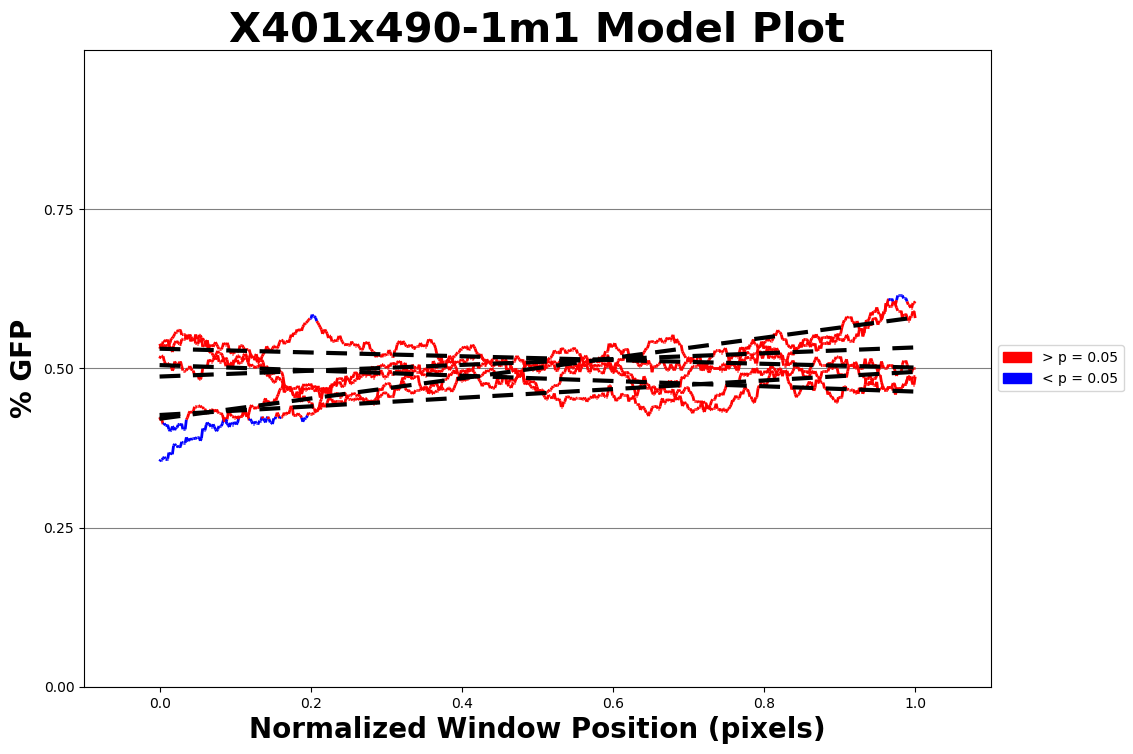 X401x490-1m1 Model Plot
% GFP
0.75
0.50
0.25
0.00
0.0 0.2 0.4 0.6 0.8 1.0
Normalized Window Position (pixels)
> p = 0.05
< p = 0.05